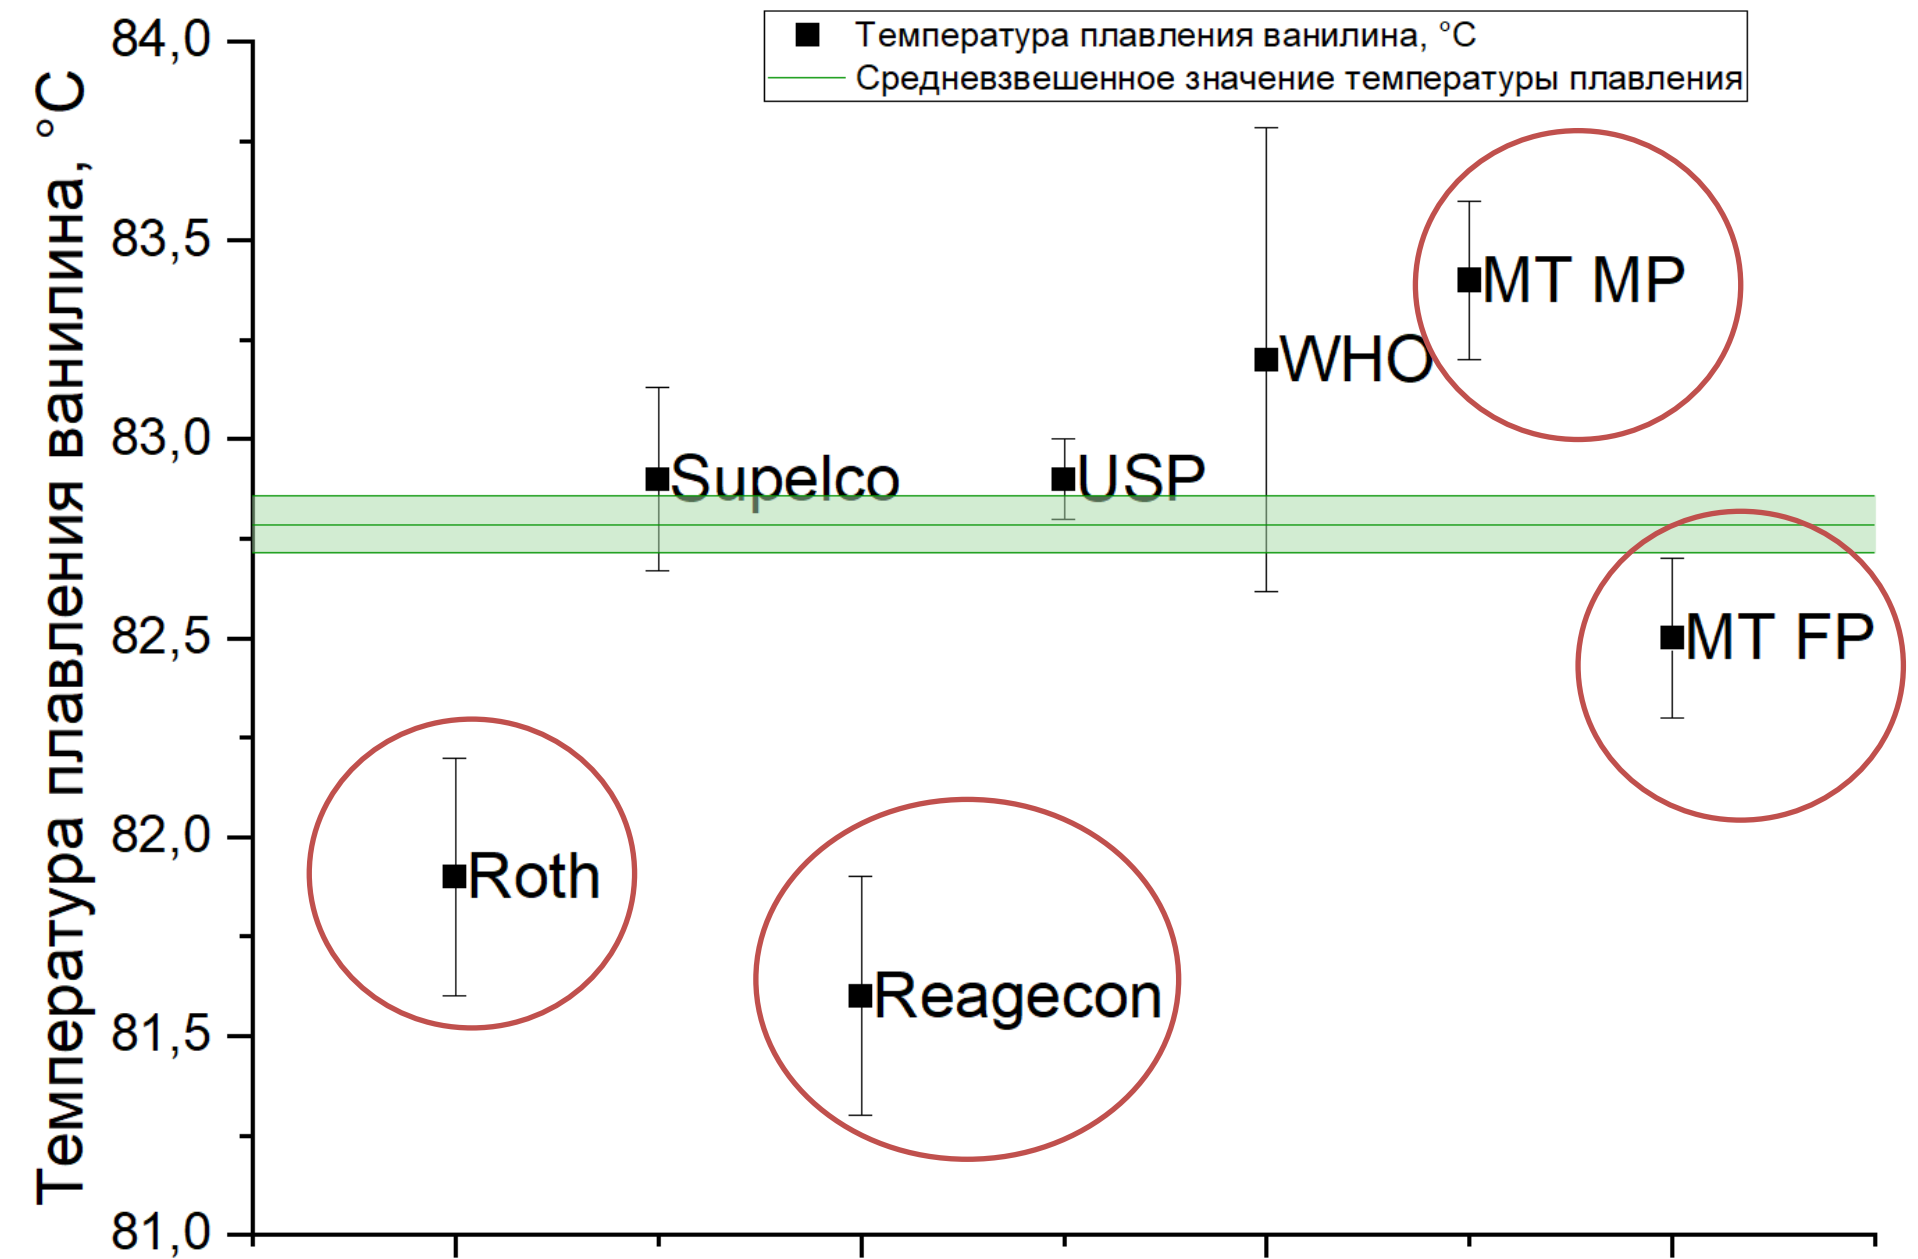 Температура плавления ванилина, °C
Средневзвешенное значение температуры плавления
Температура плавления ванилина, °C
84,0
83,5
83,0
82,5
82,0
81,5
81,0
MT MP
WHO
Supelco
USP
MT FP
Roth
Reagecon